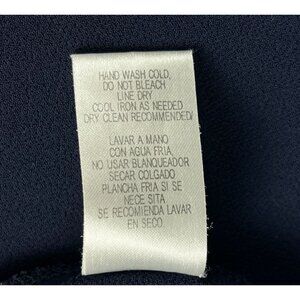 HAND WASH COLD,
DO NOT BLEACH
LINE DRY
COOL IRON AS NEEDED
DRY CLEAN RECOMMENDED/
LAVAR A MANO
CON AGUA FRIA,
NO USAR BLANQUEADOR
SECAR COLGADO
PLANCHA FRIA SI SE
NECE SITA
SE RECOMIENDA LAVAR
EN SECO